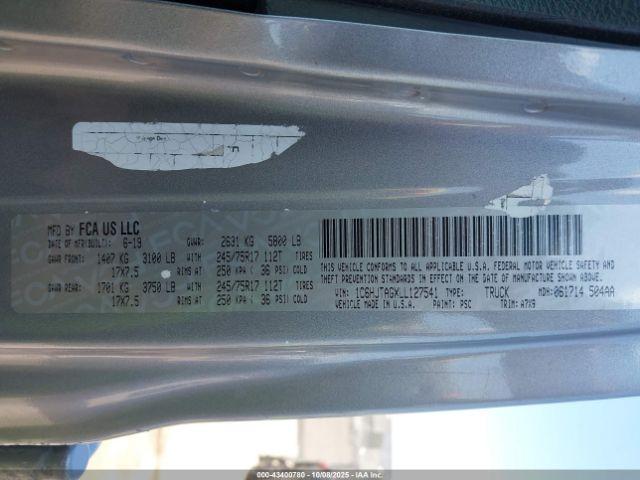 MFD BY FCA US LLC
DATE OF MFR(BUILT): 6-19 GVWR: 2631 KG 5800 LB
GAWR FRONT: 1407 KG 3100 LB WITH 245/75R17 112T TIRES
17X7.5 RIMS AT 250 KPA ( 36 PSI) COLD
GAWR REAR: 1701 KG 3750 LB WITH 245/75R17 112T TIRES
17X7.5 RIMS AT 250 KPA ( 36 PSI) COLD
THIS VEHICLE CONFORMS TO ALL APPLICABLE U.S.A. FEDERAL MOTOR VEHICLE SAFETY AND
THEFT PREVENTION STANDARDS IN EFFECT ON THE DATE OF MANUFACTURE SHOWN ABOVE.
VIN: 1C6HJTAGXLL127541 TYPE: TRUCK MDH: 061714 504AA
VEHICLE MADE IN U.S.A. PAINT: PSC TRIM: A7X9
000-43400780 - 10/08/2025 - IAA